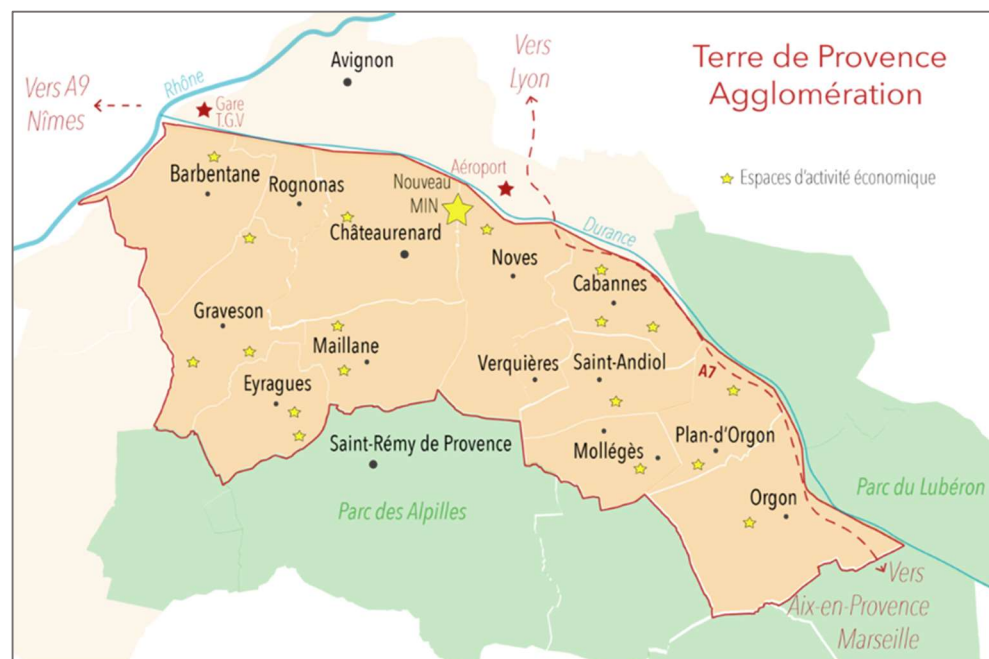 Terre de Provence
Agglomération
Espaces d'activité économique
Vers A9
Nîmes
Rhône
Gare
T.G.V
Avignon
Vers
Lyon
Aéroport
Durance
Barbentane
Rognonas
Nouveau
MIN
Châteaurenard
Noves
Cabannes
Graveson
Maillane
Verquières
Saint-Andiol
A7
Eyragues
Saint-Rémy de Provence
Mollégès
Plan-d'Orgon
Parc des Alpilles
Orgon
Parc du Lubéron
Vers
Aix-en-Provence
Marseille